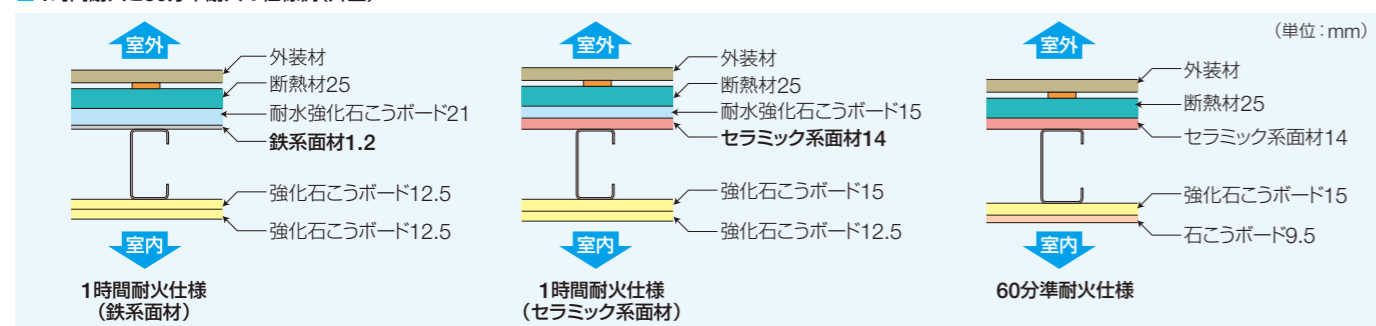 (単位:mm)
室外
外装材
断熱材25
耐水強化石こうボード21
鉄系面材1.2
強化石こうボード12.5
強化石こうボード12.5
室内
1時間耐火仕様
(鉄系面材)
室外
外装材
断熱材25
耐水強化石こうボード15
セラミック系面材14
強化石こうボード15
強化石こうボード12.5
室内
1時間耐火仕様
(セラミック系面材)
室外
外装材
断熱材25
セラミック系面材14
強化石こうボード15
石こうボード9.5
室内
60分準耐火仕様